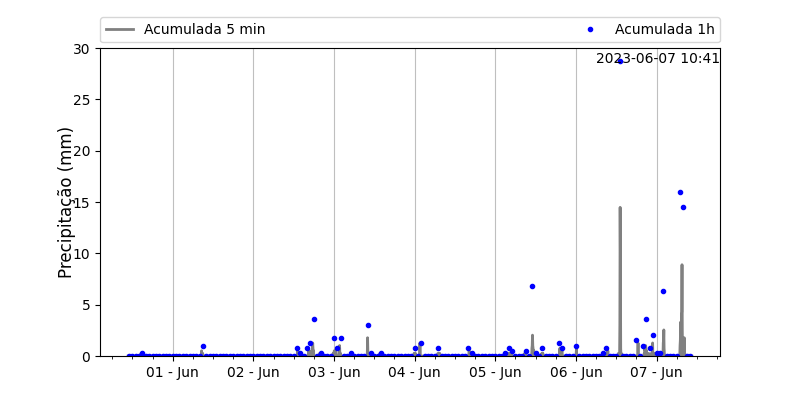 Acumulada 5 min
Acumulada 1h
2023-06-07 10:41
30
25
20
15
10
5
0
Precipitação (mm)
01 - Jun
02 - Jun
03 - Jun
04 - Jun
05 - Jun
06 - Jun
07 - Jun